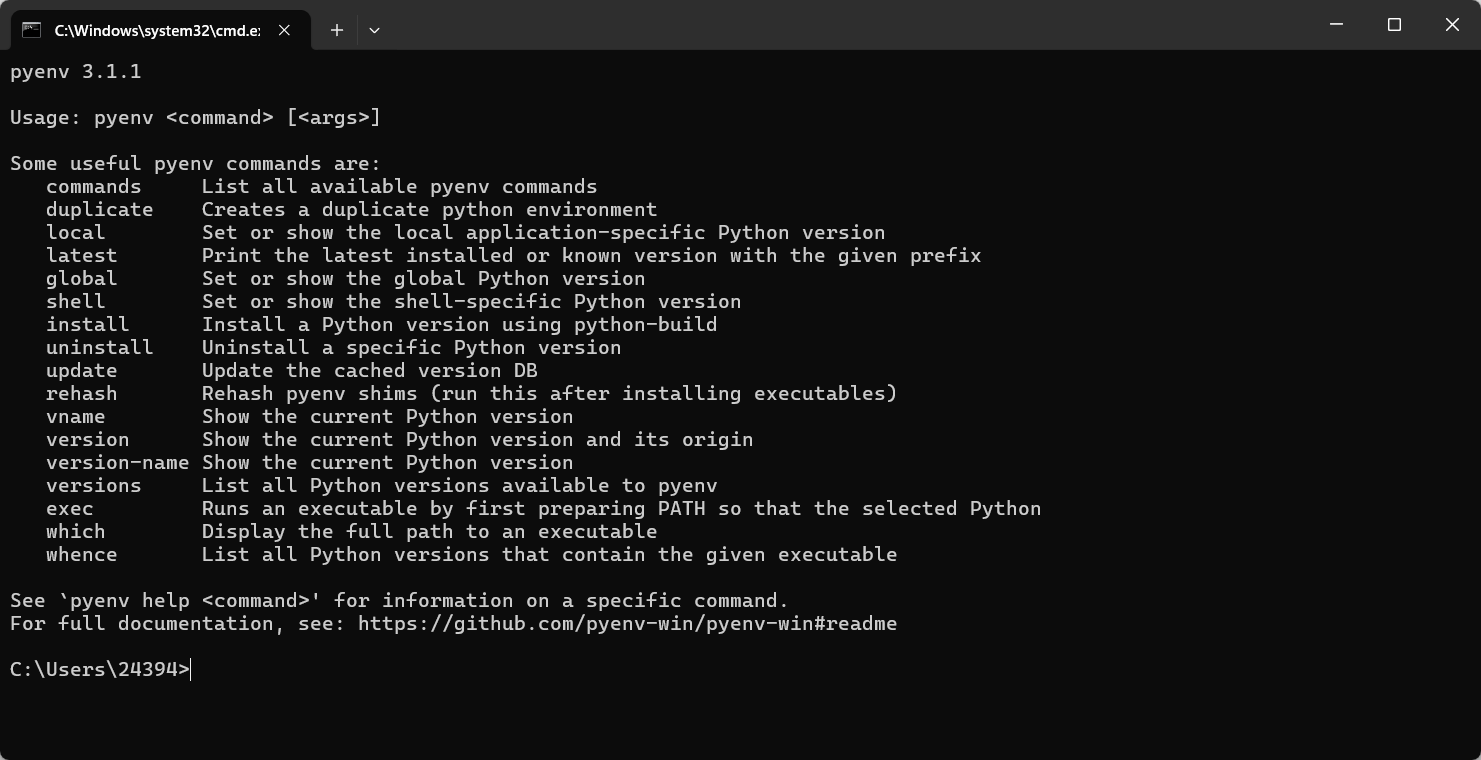 C:\Windows\system32\cmd.e
pyenv 3.1.1
Usage: pyenv <command> [<args>]
Some useful pyenv commands are:
commands     List all available pyenv commands
duplicate    Creates a duplicate python environment
local        Set or show the local application-specific Python version
latest       Print the latest installed or known version with the given prefix
global       Set or show the global Python version
shell        Set or show the shell-specific Python version
install      Install a Python version using python-build
uninstall    Uninstall a specific Python version
update       Update the cached version DB
rehash       Rehash pyenv shims (run this after installing executables)
vname        Show the current Python version
version      Show the current Python version and its origin
version-name Show the current Python version
versions     List all Python versions available to pyenv
exec         Runs an executable by first preparing PATH so that the selected Python
which        Display the full path to an executable
whence       List all Python versions that contain the given executable
See `pyenv help <command>' for information on a specific command.
For full documentation, see: https://github.com/pyenv-win/pyenv-win#readme
C:\Users\24394>